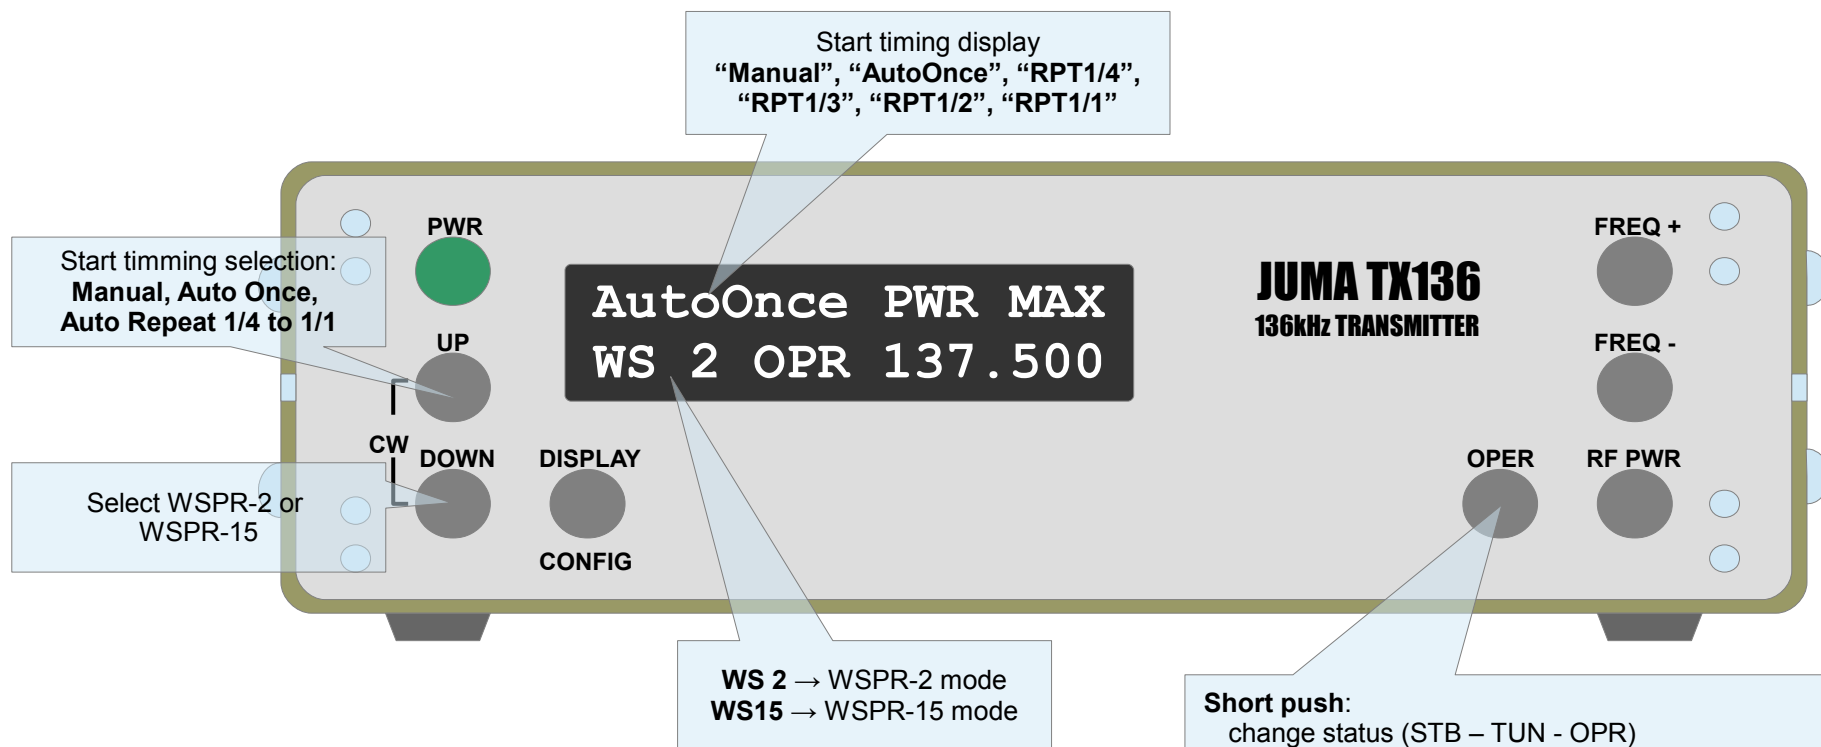 Start timing display
“Manual”, “AutoOnce”, “RPT1/4”,
“RPT1/3”, “RPT1/2”, “RPT1/1”
PWR
FREQ +
Start timming selection:
Manual, Auto Once,
Auto Repeat 1/4 to 1/1
AutoOnce PWR MAX
WS 2 OPR 137.500
JUMA TX136
136kHz TRANSMITTER
UP
FREQ -
CW
DOWN
DISPLAY
OPER
RF PWR
Select WSPR-2 or
WSPR-15
CONFIG
WS 2 → WSPR-2 mode
WS15 → WSPR-15 mode
Short push:
change status (STB – TUN - OPR)